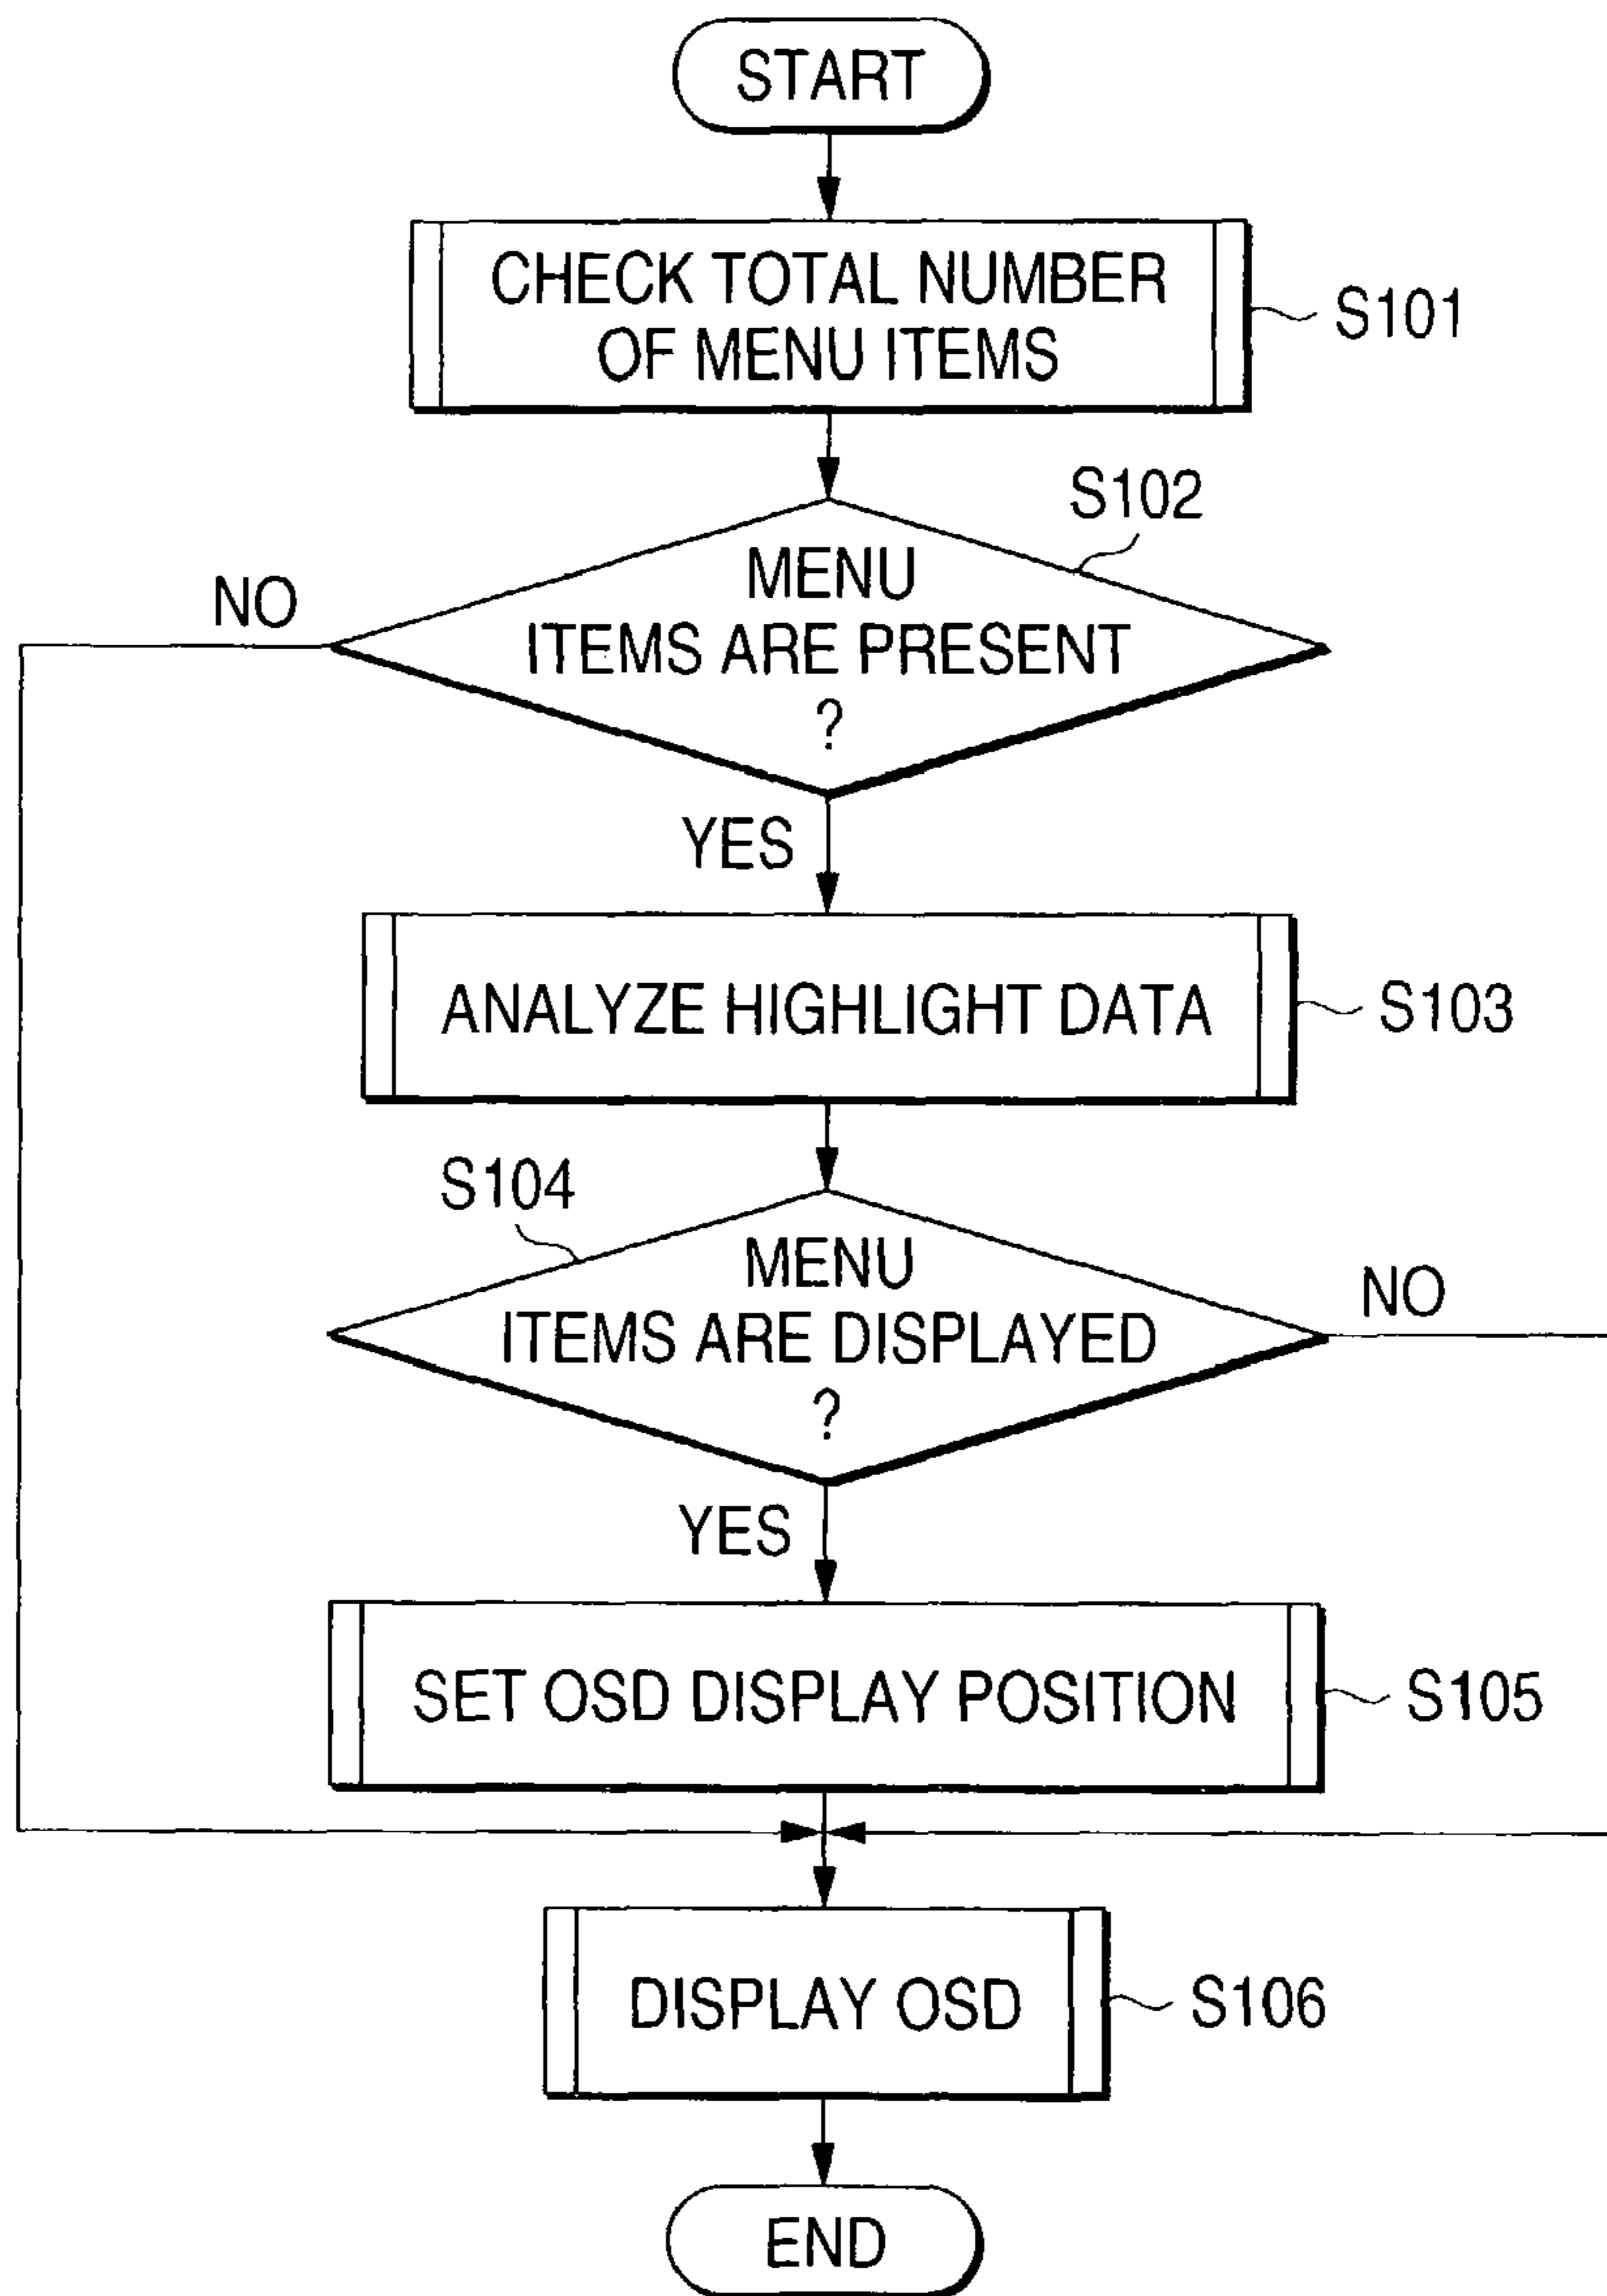 START
CHECK TOTAL NUMBER
OF MENU ITEMS
S101
S102
MENU
ITEMS ARE PRESENT
?
NO
YES
ANALYZE HIGHLIGHT DATA
S103
S104
MENU
ITEMS ARE DISPLAYED
?
NO
YES
SET OSD DISPLAY POSITION
S105
DISPLAY OSD
S106
END